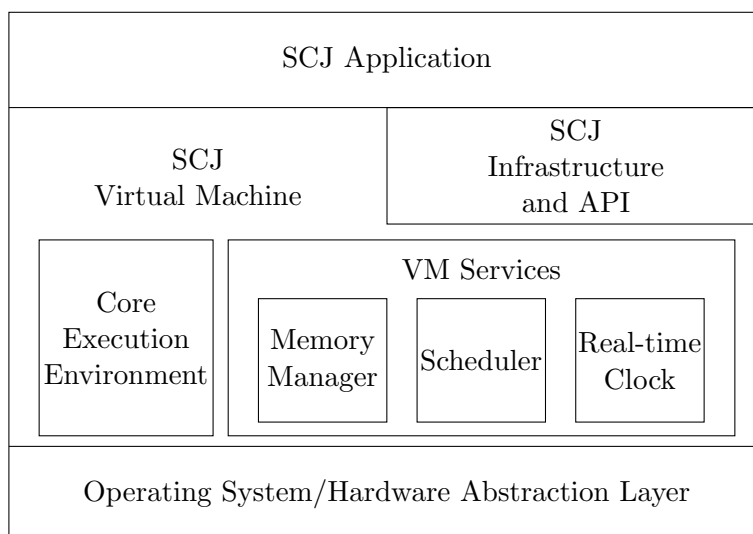 SCJ Application
SCJ
Virtual Machine
SCJ
Infrastructure
and API
Core
Execution
Environment
VM Services
Memory
Manager
Scheduler
Real-time
Clock
Operating System/Hardware Abstraction Layer